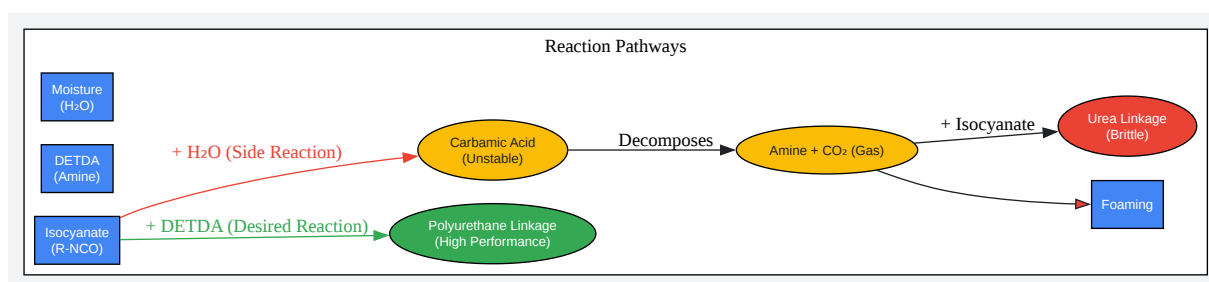 Reaction Pathways
Moisture
(H₂O)
DETDA
(Amine)
Isocyanate
(R-NCO)
+ H₂O (Side Reaction)
+ DETDA (Desired Reaction)
Carbamic Acid
(Unstable)
Polyurethane Linkage
(High Performance)
Decomposes
Amine + CO₂ (Gas)
+ Isocyanate
Urea Linkage
(Brittle)
Foaming